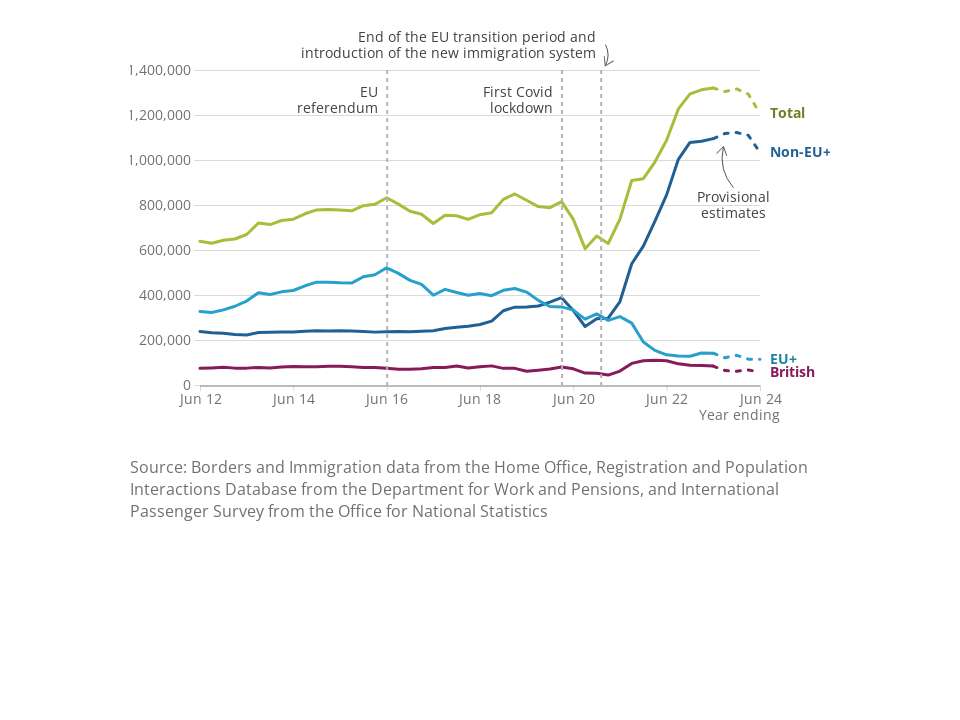 End of the EU transition period and
introduction of the new immigration system
1,400,000
EU
referendum
First Covid
lockdown
1,200,000
Total
Non-EU+
1,000,000
Provisional
estimates
800,000
600,000
400,000
200,000
EU+
British
0
Jun 12 Jun 14 Jun 16 Jun 18 Jun 20 Jun 22 Jun 24
Year ending
Source: Borders and Immigration data from the Home Office, Registration and Population
Interactions Database from the Department for Work and Pensions, and International
Passenger Survey from the Office for National Statistics